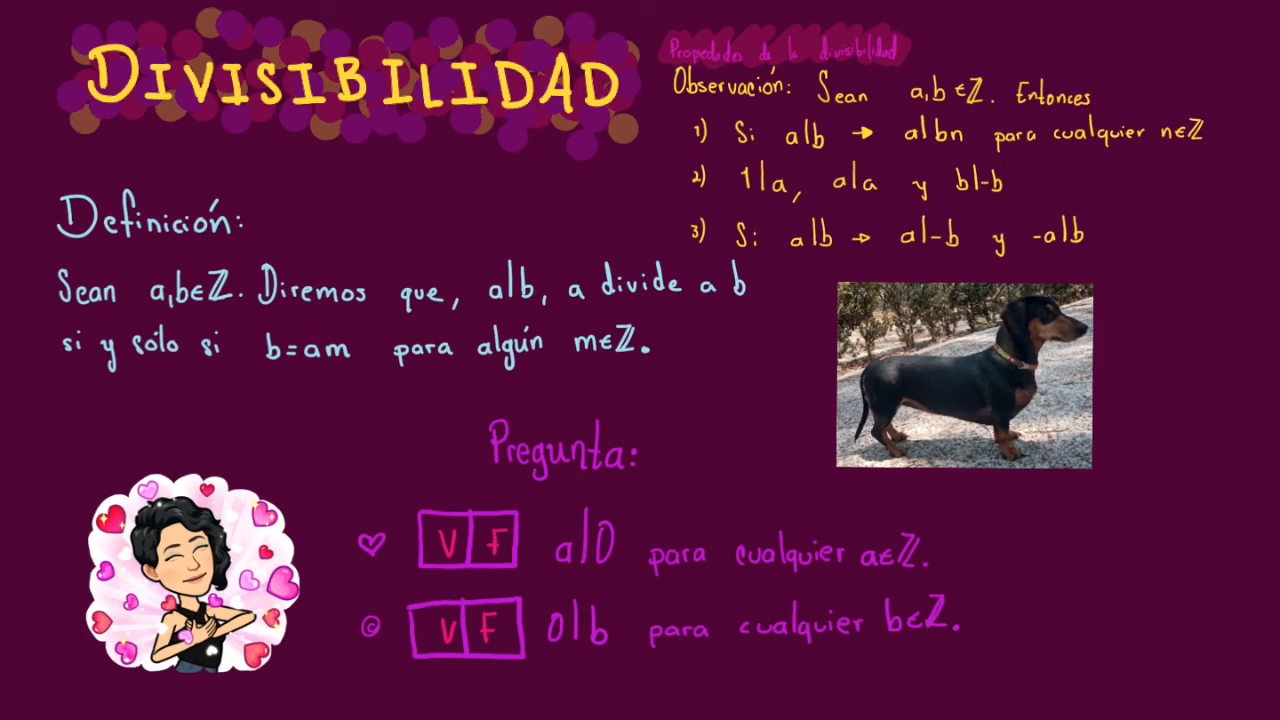 DIVISIBILIDAD
Definición:
Sean a,b∈ℤ. Diremos que, a|b, a divide a b
si y sólo si b=am para algún m∈ℤ.
Propiedades de la divisibilidad
Observación: Sean a,b∈ℤ. Entonces
1) Si a|b → a|bn para cualquier n∈ℤ
2) 1|a, a|a y b|-b
3) Si a|b → a|-b y -a|b
Pregunta:
♡ V F a|0 para cualquier a∈ℤ.
© V F 0|b para cualquier b∈ℤ.